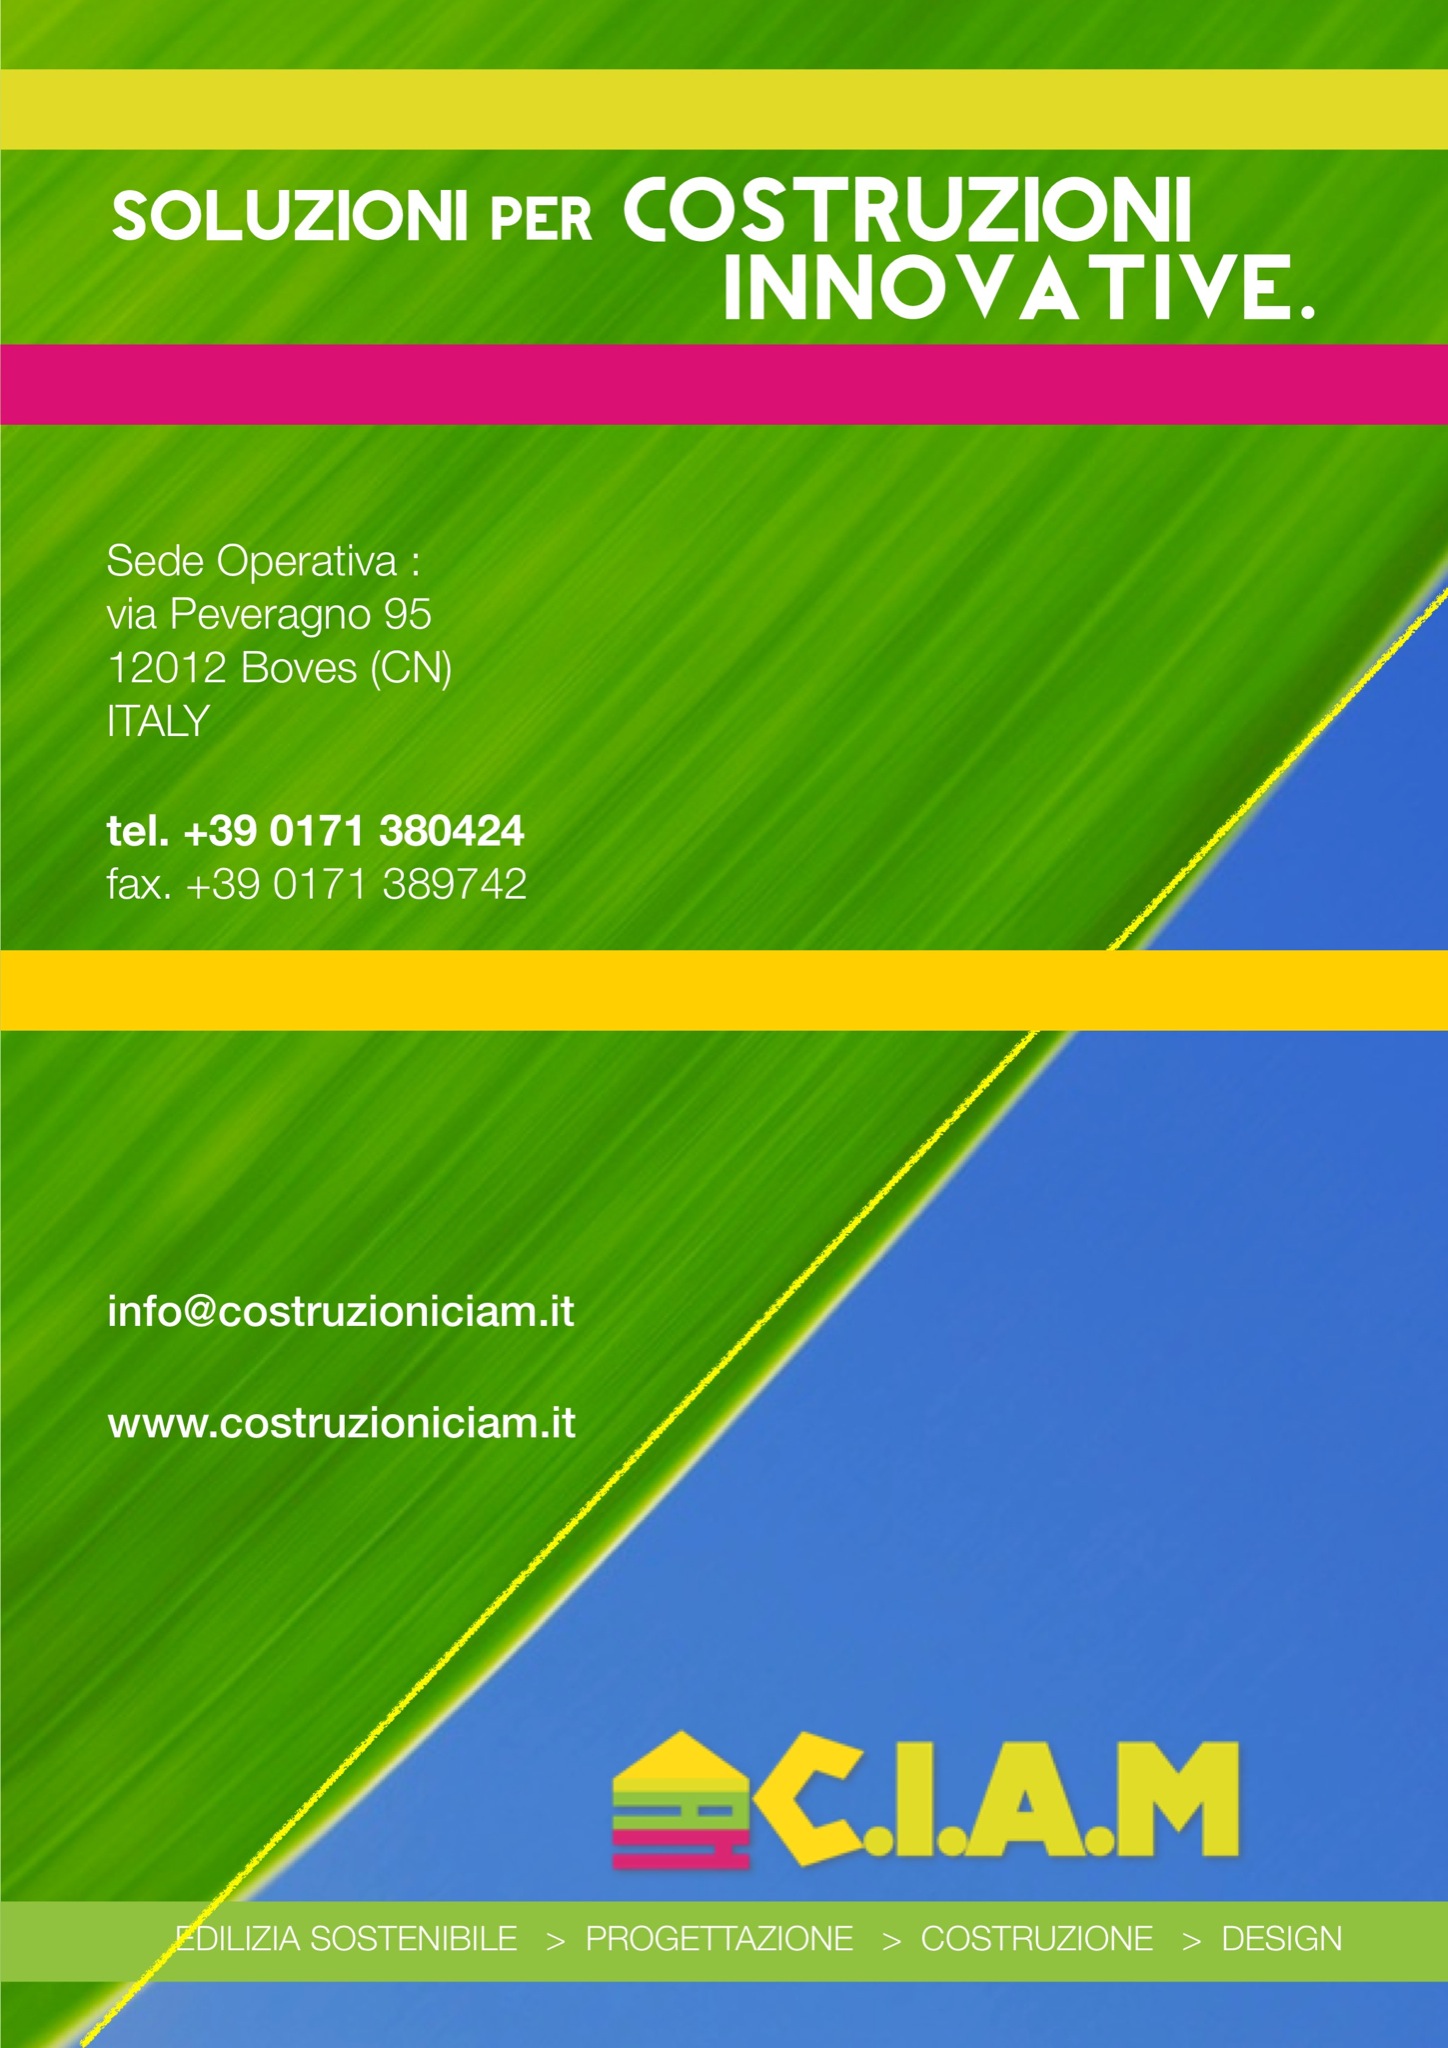 SOLUZIONI PER COSTRUZIONI
INNOVATIVE.
Sede Operativa :
via Peveragno 95
12012 Boves (CN)
ITALY
tel. +39 0171 380424
fax. +39 0171 389742
info@costruzioniciam.it
www.costruzioniciam.it
C.I.A.M
EDILIZIA SOSTENIBILE > PROGETTAZIONE > COSTRUZIONE > DESIGN